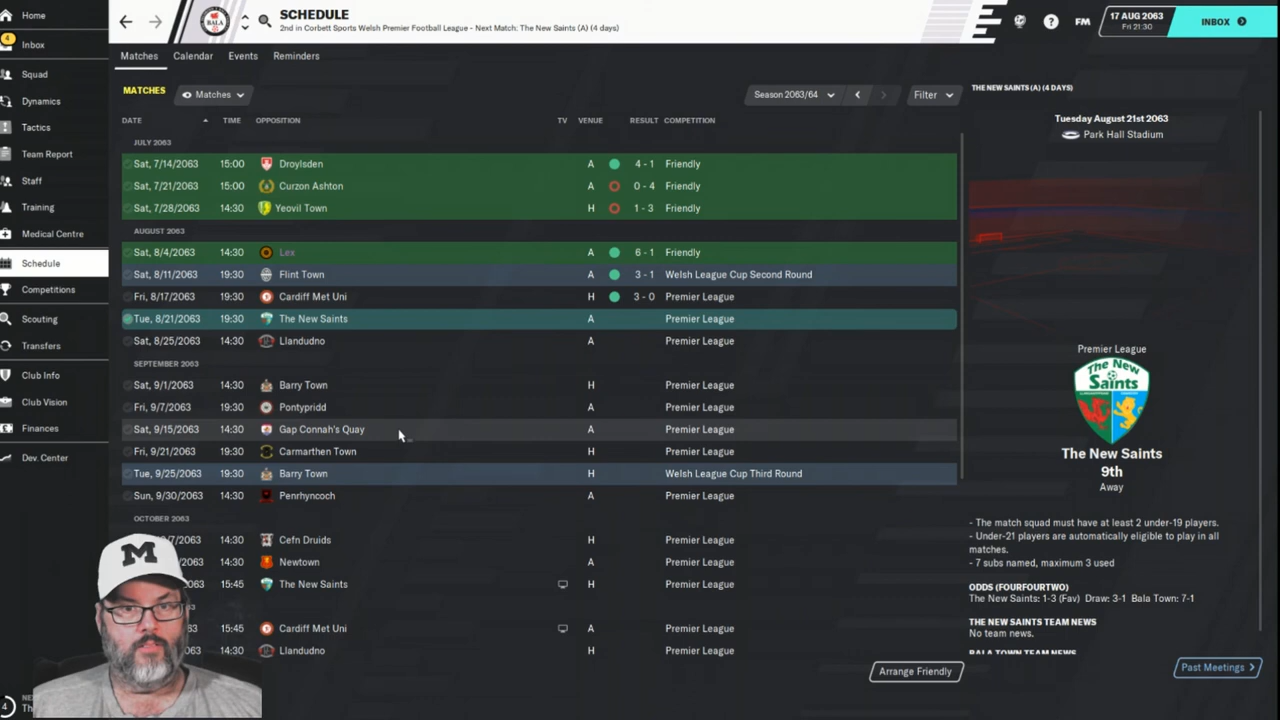 Home
4
Inbox
Squad
Dynamics
Tactics
Team Report
Staff
Training
Medical Centre
Schedule
Competitions
Scouting
Transfers
Club Info
Club Vision
Finances
Dev. Center
4
BALA
SCHEDULE
2nd in Corbett Sports Welsh Premier Football League - Next Match: The New Saints (A) (4 days)
?
FM
17 AUG 2063
Fri 21:30
INBOX
Matches Calendar Events Reminders
MATCHES Matches Season 2063/64 Filter
DATE TIME OPPOSITION TV VENUE RESULT COMPETITION
JULY 2063
Sat, 7/14/2063 15:00 Droylsden A 4 - 1 Friendly
Sat, 7/21/2063 15:00 Curzon Ashton A 0 - 4 Friendly
Sat, 7/28/2063 14:30 Yeovil Town H 1 - 3 Friendly
AUGUST 2063
Sat, 8/4/2063 14:30 Lex A 6 - 1 Friendly
Sat, 8/11/2063 19:30 Flint Town A 3 - 1 Welsh League Cup Second Round
Fri, 8/17/2063 19:30 Cardiff Met Uni H 3 - 0 Premier League
Tue, 8/21/2063 19:30 The New Saints A Premier League
Sat, 8/25/2063 14:30 Llandudno A Premier League
SEPTEMBER 2063
Sat, 9/1/2063 14:30 Barry Town H Premier League
Fri, 9/7/2063 19:30 Pontypridd A Premier League
Sat, 9/15/2063 14:30 Gap Connah's Quay A Premier League
Fri, 9/21/2063 19:30 Carmarthen Town H Premier League
Tue, 9/25/2063 19:30 Barry Town H Welsh League Cup Third Round
Sun, 9/30/2063 14:30 Penrhyncoch A Premier League
OCTOBER 2063
/7/2063 14:30 Cefn Druids H Premier League
063 14:30 Newtown A Premier League
063 15:45 The New Saints H Premier League
3
063 15:45 Cardiff Met Uni A Premier League
063 14:30 Llandudno H Premier League
M
Arrange Friendly
THE NEW SAINTS (A) (4 DAYS)
Tuesday August 21st 2063
Park Hall Stadium
Premier League
The New Saints
The New Saints
9th
Away
- The match squad must have at least 2 under-19 players.
- Under-21 players are automatically eligible to play in all
matches.
- 7 subs named, maximum 3 used
ODDS (FOURFOURTWO)
The New Saints: 1-3 (Fav) Draw: 3-1 Bala Town: 7-1
THE NEW SAINTS TEAM NEWS
No team news.
BALA TOWN TEAM NEWS
Past Meetings